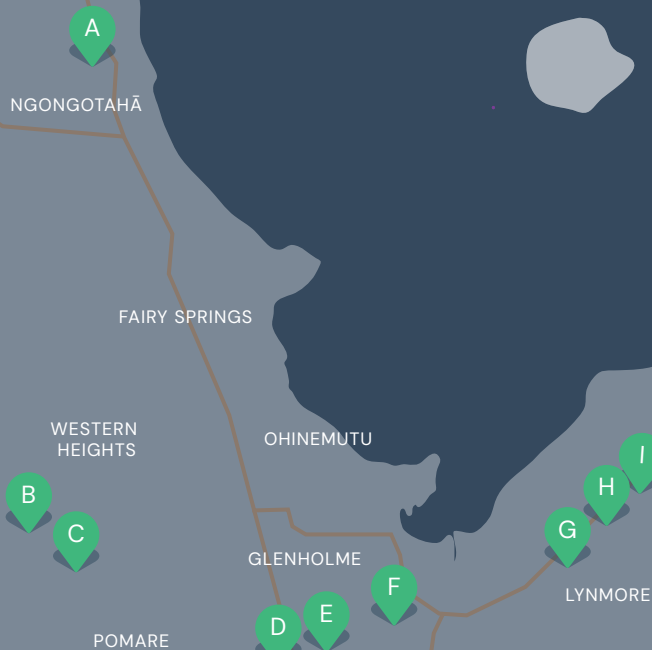 A
NGONGOTAHĀ
FAIRY SPRINGS
WESTERN
HEIGHTS
OHINEMUTU
I
H
B
C
G
GLENHOLME
F
LYNMORE
E
D
POMARE